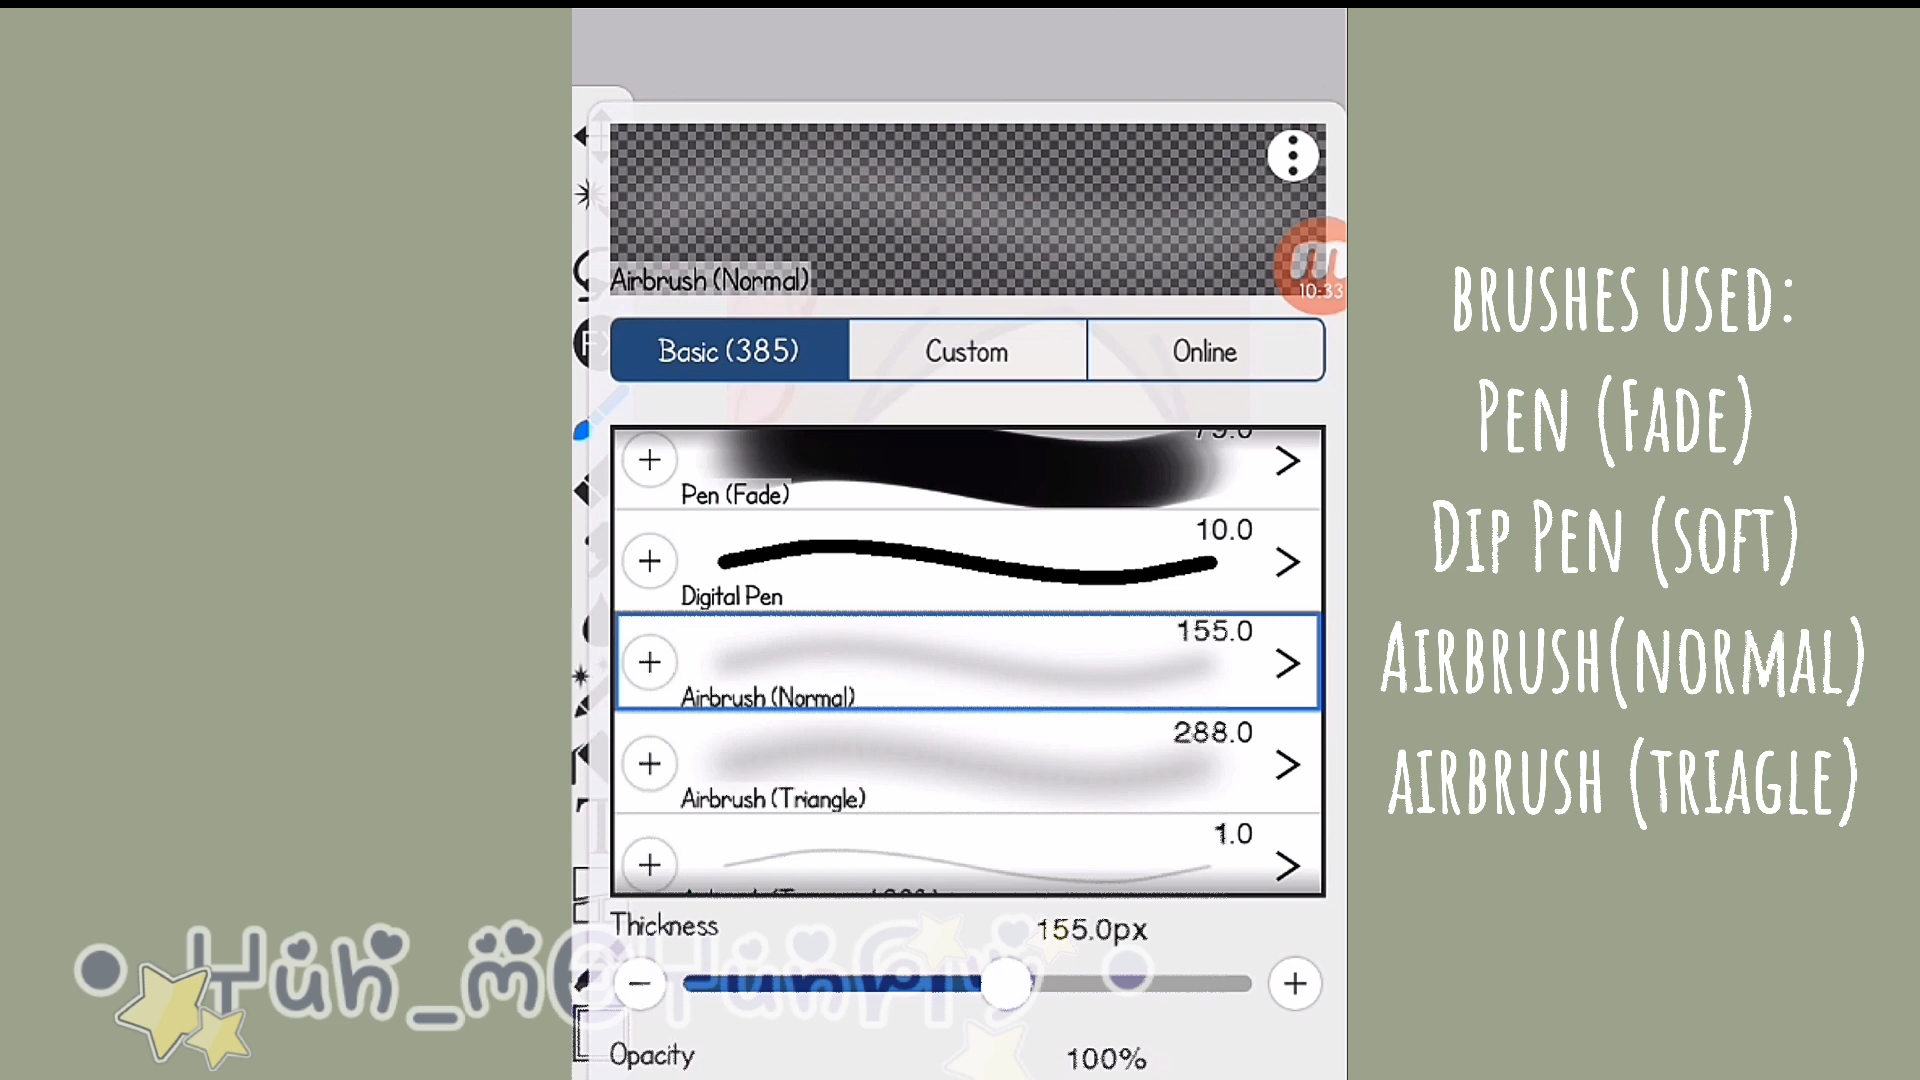 Airbrush (Normal)
10:33
Basic (385)
Custom
Online
Pen (Fade)
10.0
Digital Pen
155.0
Airbrush (Normal)
288.0
Airbrush (Triangle)
1.0
Thickness
155.0px
Opacity
100%
BRUSHES USED:
PEN (FADE)
DIP PEN (SOFT)
AIRBRUSH(NORMAL)
AIRBRUSH (TRIAGLE)